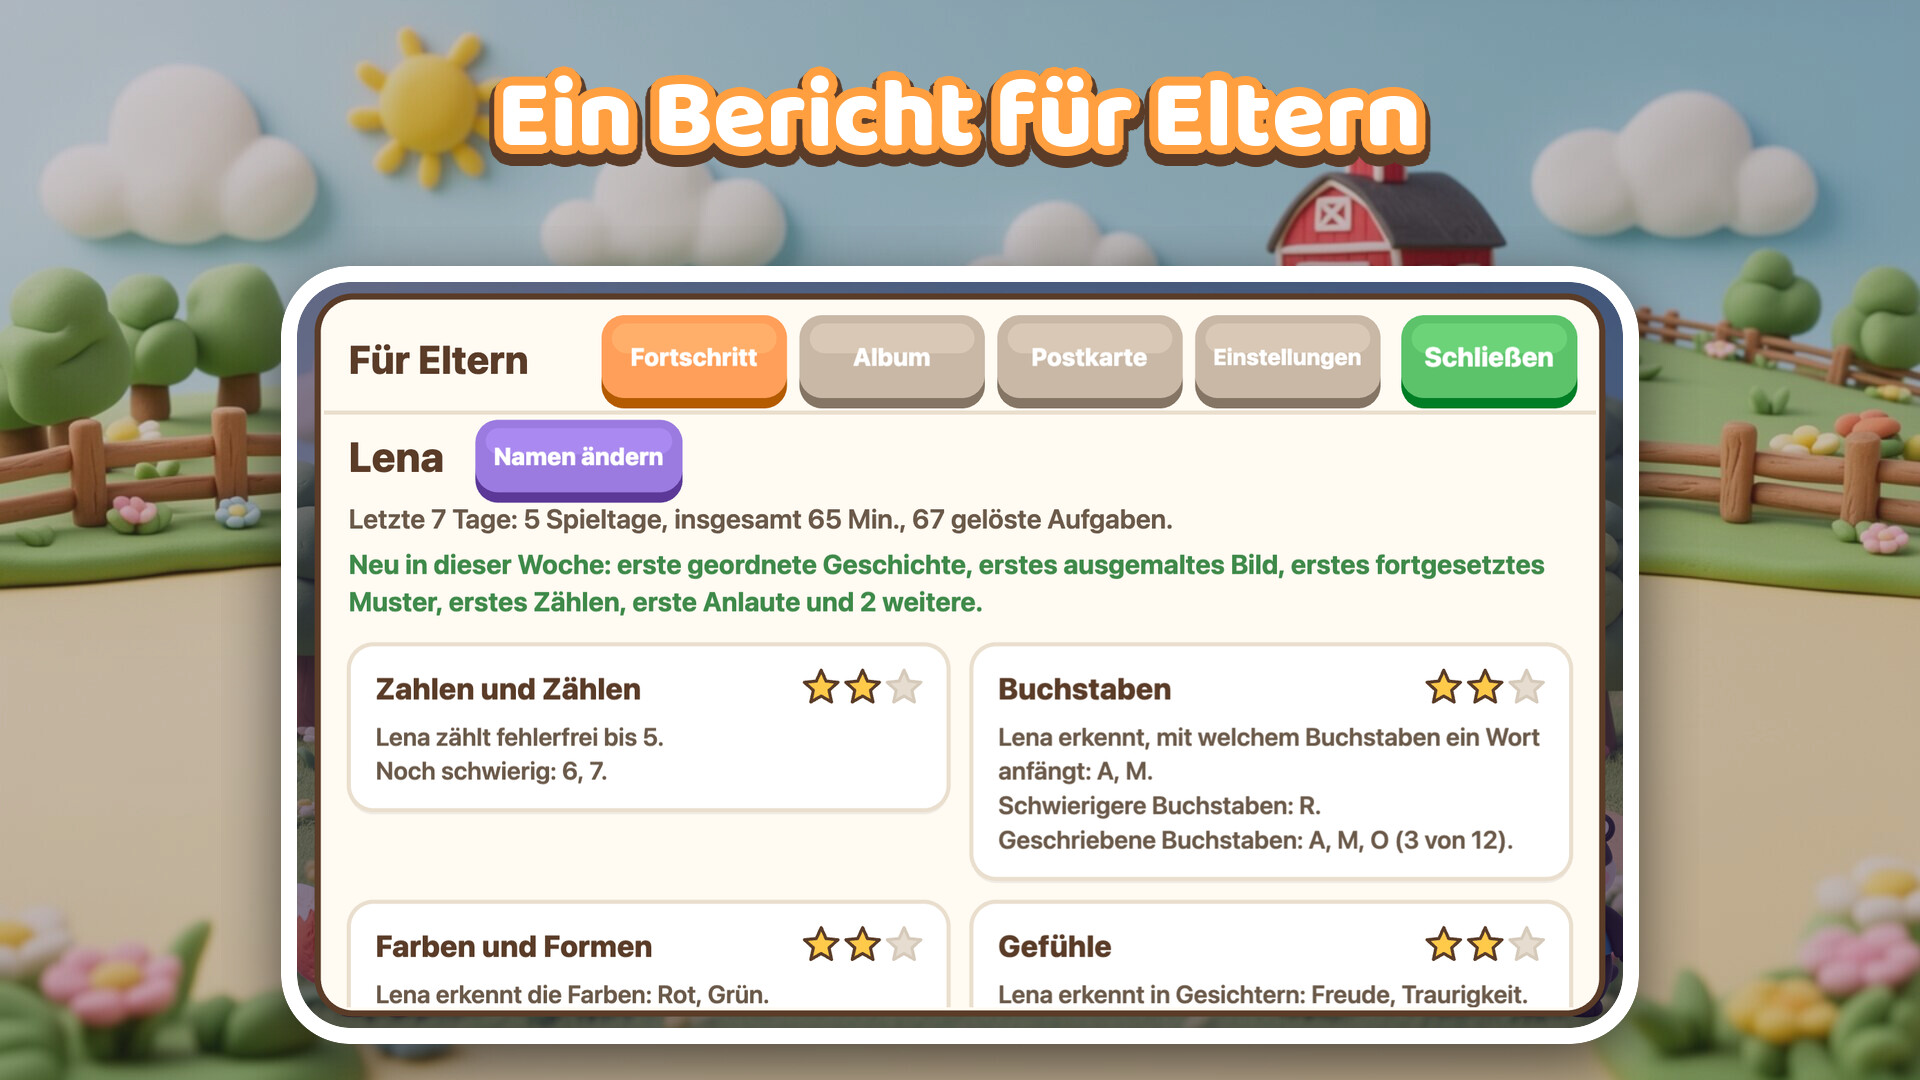 Ein Bericht für Eltern
Für Eltern
Fortschritt
Album
Postkarte
Einstellungen
Schließen
Lena
Namen ändern
Letzte 7 Tage: 5 Spieltage, insgesamt 65 Min., 67 gelöste Aufgaben.
Neu in dieser Woche: erste geordnete Geschichte, erstes ausgemaltes Bild, erstes fortgesetztes
Muster, erstes Zählen, erste Anlaute und 2 weitere.
Zahlen und Zählen
Lena zählt fehlerfrei bis 5.
Noch schwierig: 6, 7.
Buchstaben
Lena erkennt, mit welchem Buchstaben ein Wort
anfängt: A, M.
Schwierigere Buchstaben: R.
Geschriebene Buchstaben: A, M, O (3 von 12).
Farben und Formen
Lena erkennt die Farben: Rot, Grün.
Gefühle
Lena erkennt in Gesichtern: Freude, Traurigkeit.